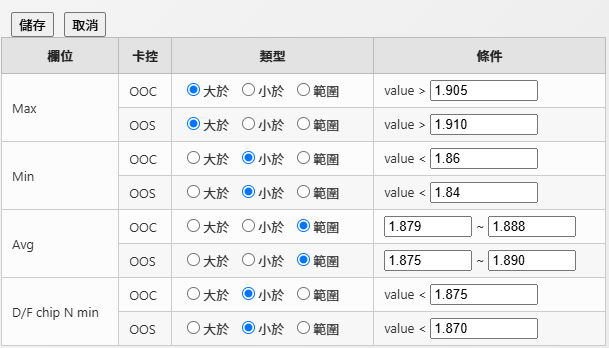 儲存 取消
欄位 卡控 類型 條件
Max OOC 大於 小於 範圍 value > 1.905
OOS 大於 小於 範圍 value > 1.910
Min OOC 大於 小於 範圍 value < 1.86
OOS 大於 小於 範圍 value < 1.84
Avg OOC 大於 小於 範圍 1.879 ~ 1.888
OOS 大於 小於 範圍 1.875 ~ 1.890
D/F chip N min OOC 大於 小於 範圍 value < 1.875
OOS 大於 小於 範圍 value < 1.870